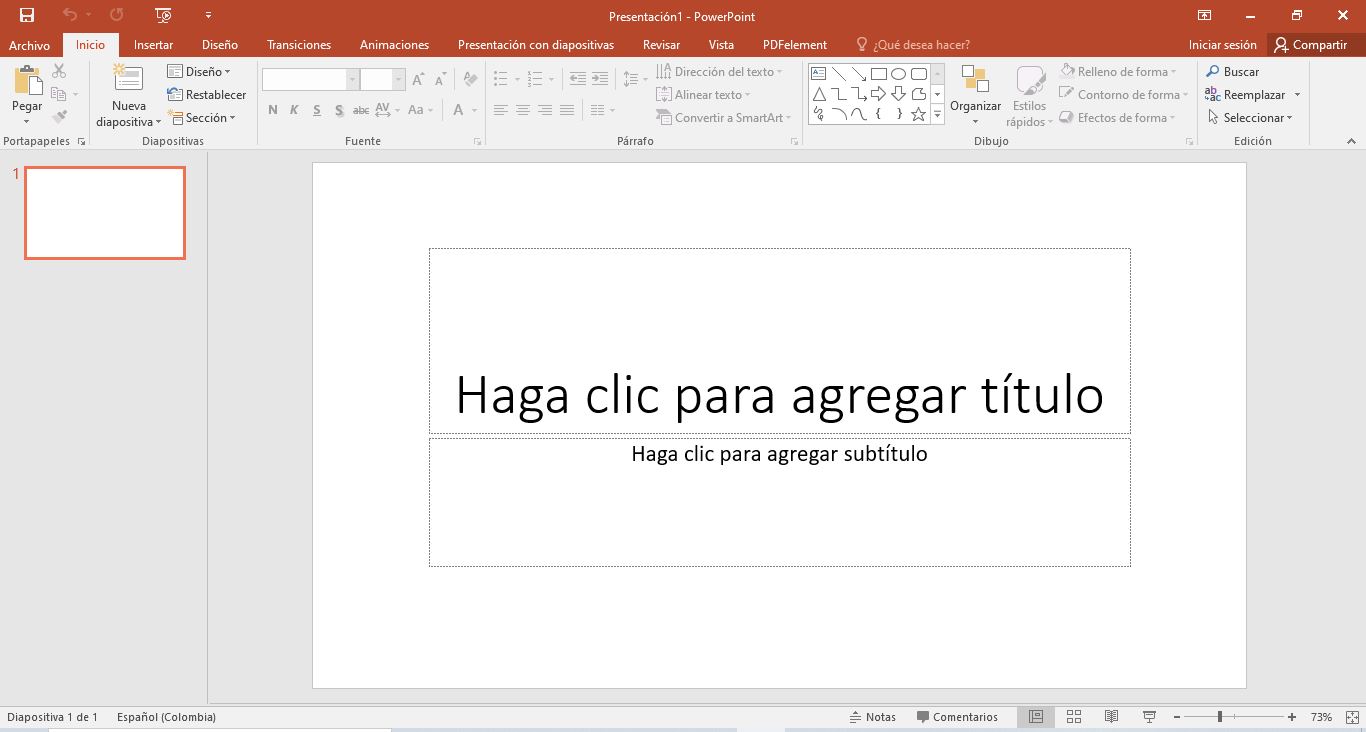 Presentación1 - PowerPoint
Archivo Inicio Insertar Diseño Transiciones Animaciones Presentación con diapositivas Revisar Vista PDFelement ¿Qué desea hacer? Iniciar sesión Compartir
Pegar
Portapapeles
Nueva
diapositiva
Diseño
Restablecer
Sección
Diapositivas
N K S S abc AV Aa A
A A
Fuente
Dirección del texto
Alinear texto
Convertir a SmartArt
Párrafo
Organizar
Estilos
rápidos
Relleno de forma
Contorno de forma
Efectos de forma
Dibujo
Buscar
Reemplazar
Seleccionar
Edición
1
Haga clic para agregar título
Haga clic para agregar subtítulo
Diapositiva 1 de 1 Español (Colombia) Notas Comentarios 73%